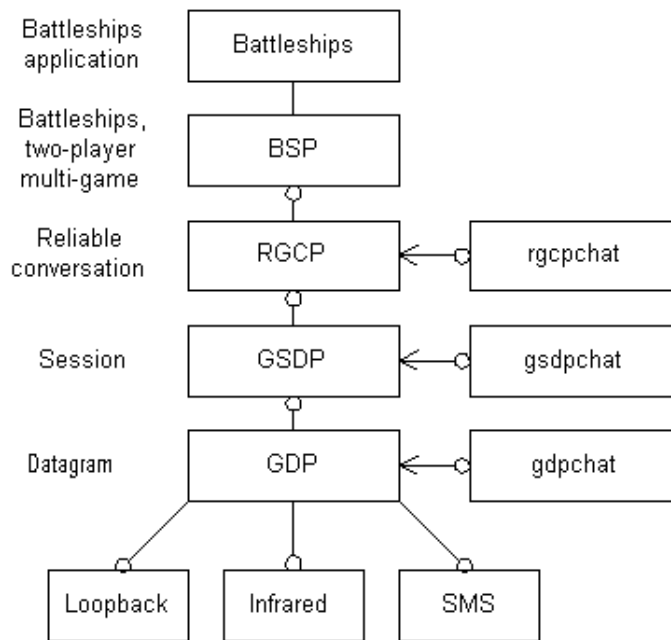 Battleships
application
Battleships
Battleships,
two-player
multi-game
BSP
Reliable
conversation
RGCP
rgcpchat
Session
GSDP
gsdpchat
Datagram
GDP
gdpchat
Loopback
Infrared
SMS